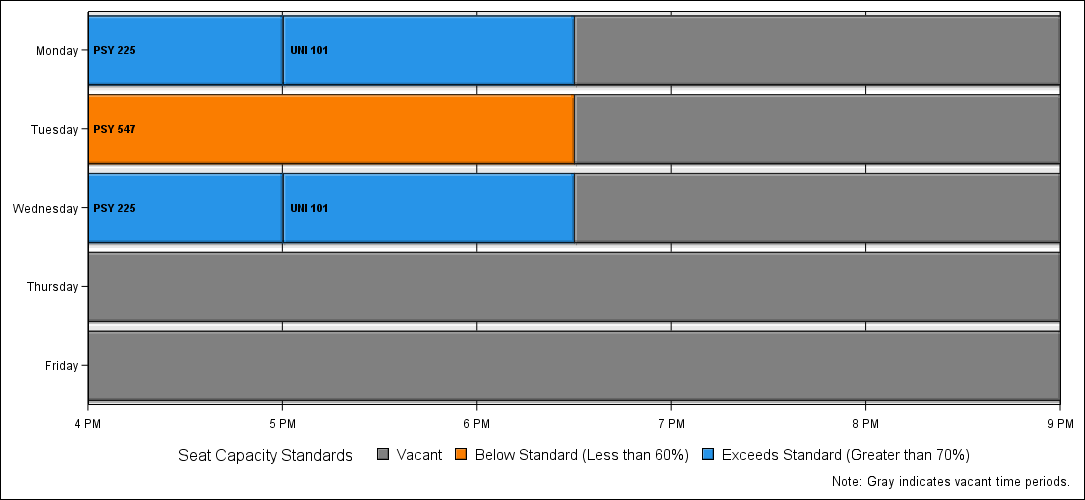 Monday PSY 225 UNI 101
Tuesday PSY 547
Wednesday PSY 225 UNI 101
Thursday
Friday
4 PM 5 PM 6 PM 7 PM 8 PM 9 PM
Seat Capacity Standards Vacant Below Standard (Less than 60%) Exceeds Standard (Greater than 70%)
Note: Gray indicates vacant time periods.